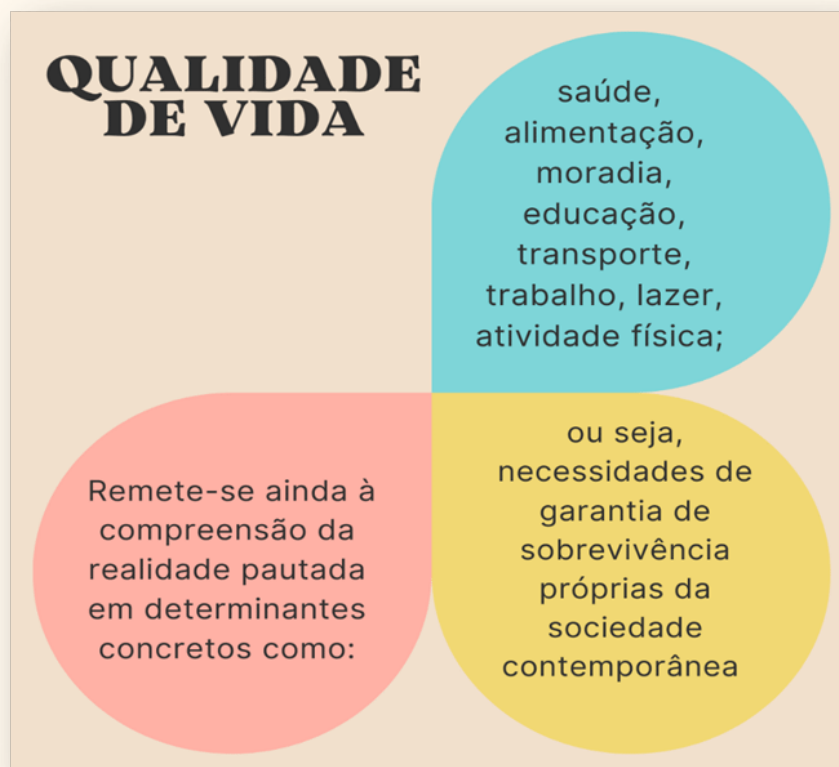 QUALIDADE
DE VIDA
Remete-se ainda à
compreensão da
realidade pautada
em determinantes
concretos como:
saúde,
alimentação,
moradia,
educação,
transporte,
trabalho, lazer,
atividade física;
ou seja,
necessidades de
garantia de
sobrevivência
próprias da
sociedade
contemporânea